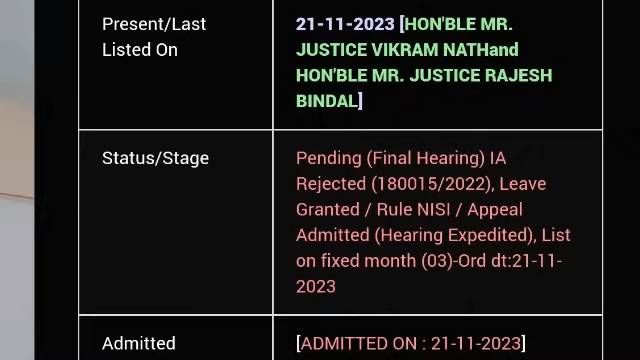 Present/Last
Listed On
21-11-2023 [HON'BLE MR.
JUSTICE VIKRAM NATHand
HON'BLE MR. JUSTICE RAJESH
BINDAL]
Status/Stage
Pending (Final Hearing) IA
Rejected (180015/2022), Leave
Granted / Rule NISI / Appeal
Admitted (Hearing Expedited), List
on fixed month (03)-Ord dt:21-11-
2023
Admitted
[ADMITTED ON : 21-11-2023]